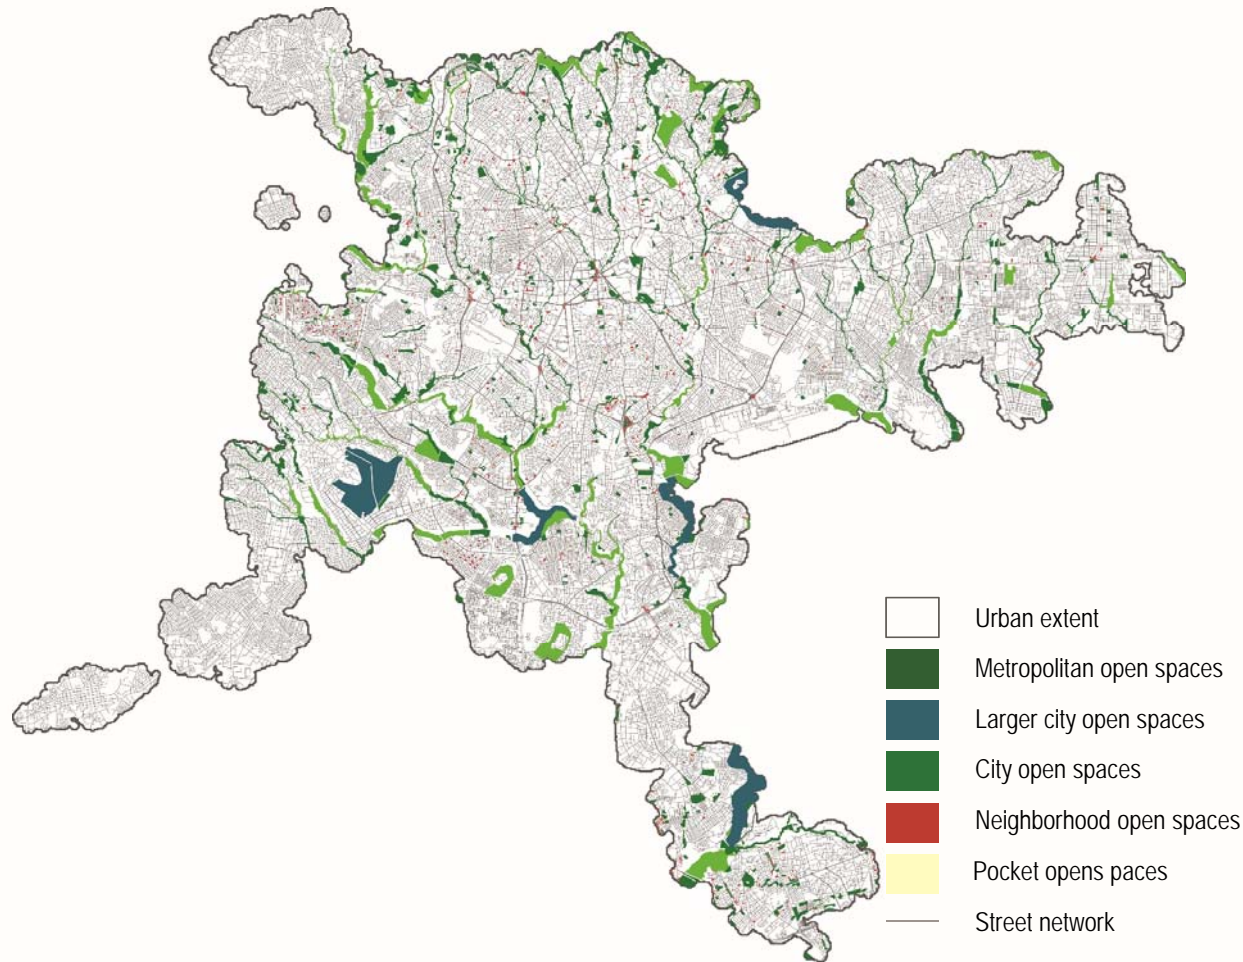 Urban extent
Metropolitan open spaces
Larger city open spaces
City open spaces
Neighborhood open spaces
Pocket opens paces
Street network